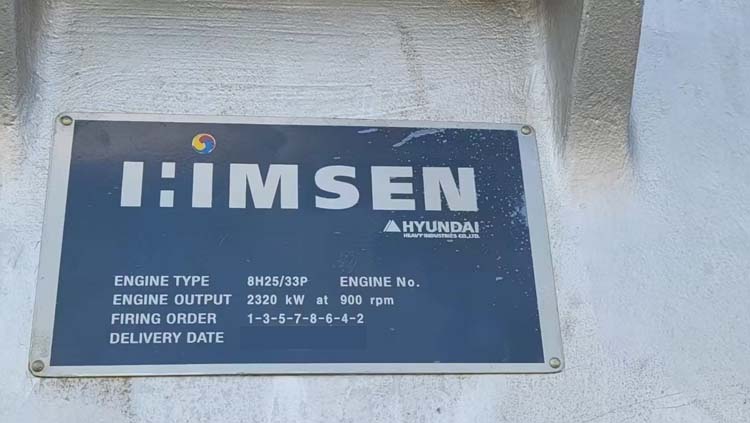 HiMSEN
HYUNDAI
HEAVY INDUSTRIES CO.,LTD.
ENGINE TYPE 8H25/33P ENGINE No.
ENGINE OUTPUT 2320 kW at 900 rpm
FIRING ORDER 1-3-5-7-8-6-4-2
DELIVERY DATE